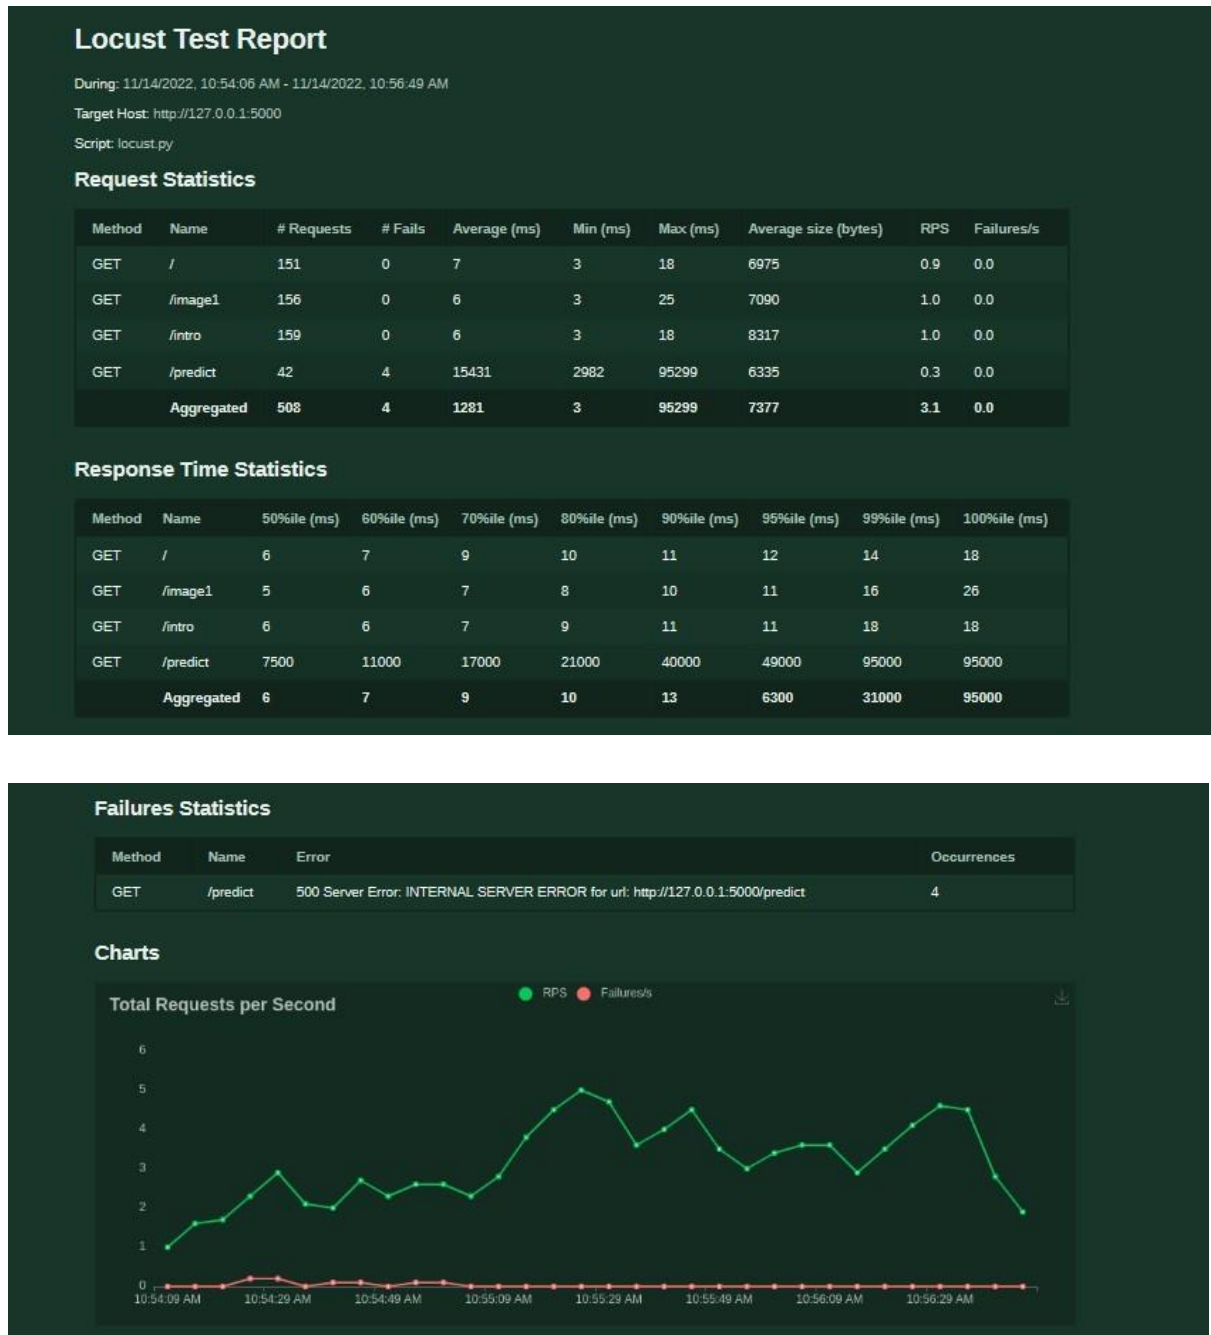 Locust Test Report
During: 11/14/2022, 10:54:06 AM - 11/14/2022, 10:56:49 AM
Target Host: http://127.0.0.1:5000
Script: locust.py
Request Statistics
Method Name # Requests # Fails Average (ms) Min (ms) Max (ms) Average size (bytes) RPS Failures/s
GET / 151 0 7 3 18 6975 0.9 0.0
GET /image1 156 0 6 3 25 7090 1.0 0.0
GET /intro 159 0 6 3 18 8317 1.0 0.0
GET /predict 42 4 15431 2982 95299 6335 0.3 0.0
Aggregated 508 4 1281 3 95299 7377 3.1 0.0
Response Time Statistics
Method Name 50%ile (ms) 60%ile (ms) 70%ile (ms) 80%ile (ms) 90%ile (ms) 95%ile (ms) 99%ile (ms) 100%ile (ms)
GET / 6 7 9 10 11 12 14 18
GET /image1 5 6 7 8 10 11 16 26
GET /intro 6 6 7 9 11 11 18 18
GET /predict 7500 11000 17000 21000 40000 49000 95000 95000
Aggregated 6 7 9 10 13 6300 31000 95000
Failures Statistics
Method Name Error Occurrences
GET /predict 500 Server Error: INTERNAL SERVER ERROR for url: http://127.0.0.1:5000/predict 4
Charts
Total Requests per Second
RPS Failures/s
6
5
4
3
2
1
0
10:54:09 AM 10:54:29 AM 10:54:49 AM 10:55:09 AM 10:55:29 AM 10:55:49 AM 10:56:09 AM 10:56:29 AM